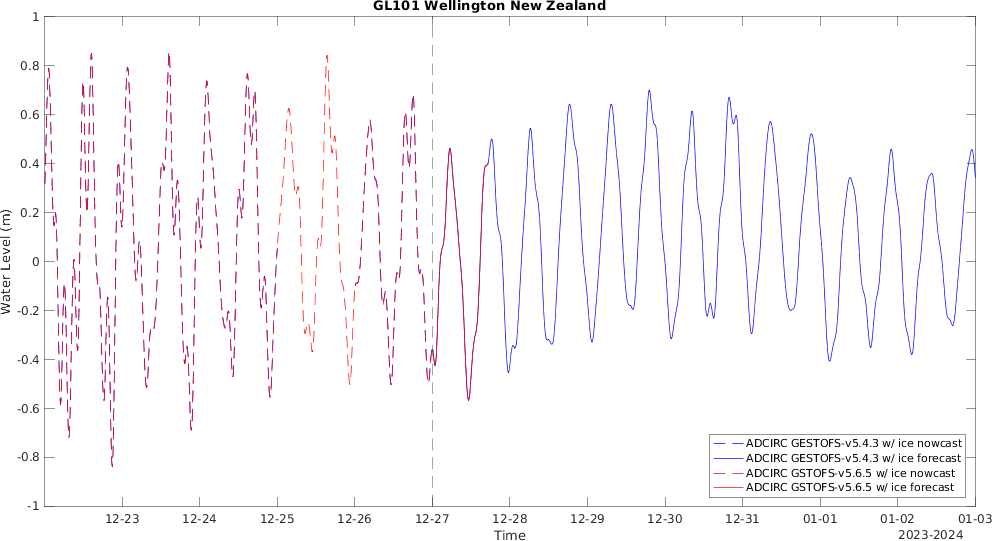 GL101 Wellington New Zealand
1
0.8
0.6
0.4
0.2
0
-0.2
-0.4
-0.6
-0.8
-1
Water Level (m)
12-23 12-24 12-25 12-26 12-27 12-28 12-29 12-30 12-31 01-01 01-02 01-03
Time
2023-2024
ADCIRC GESTOFS-v5.4.3 w/ ice nowcast
ADCIRC GESTOFS-v5.4.3 w/ ice forecast
ADCIRC GSTOFS-v5.6.5 w/ ice nowcast
ADCIRC GSTOFS-v5.6.5 w/ ice forecast